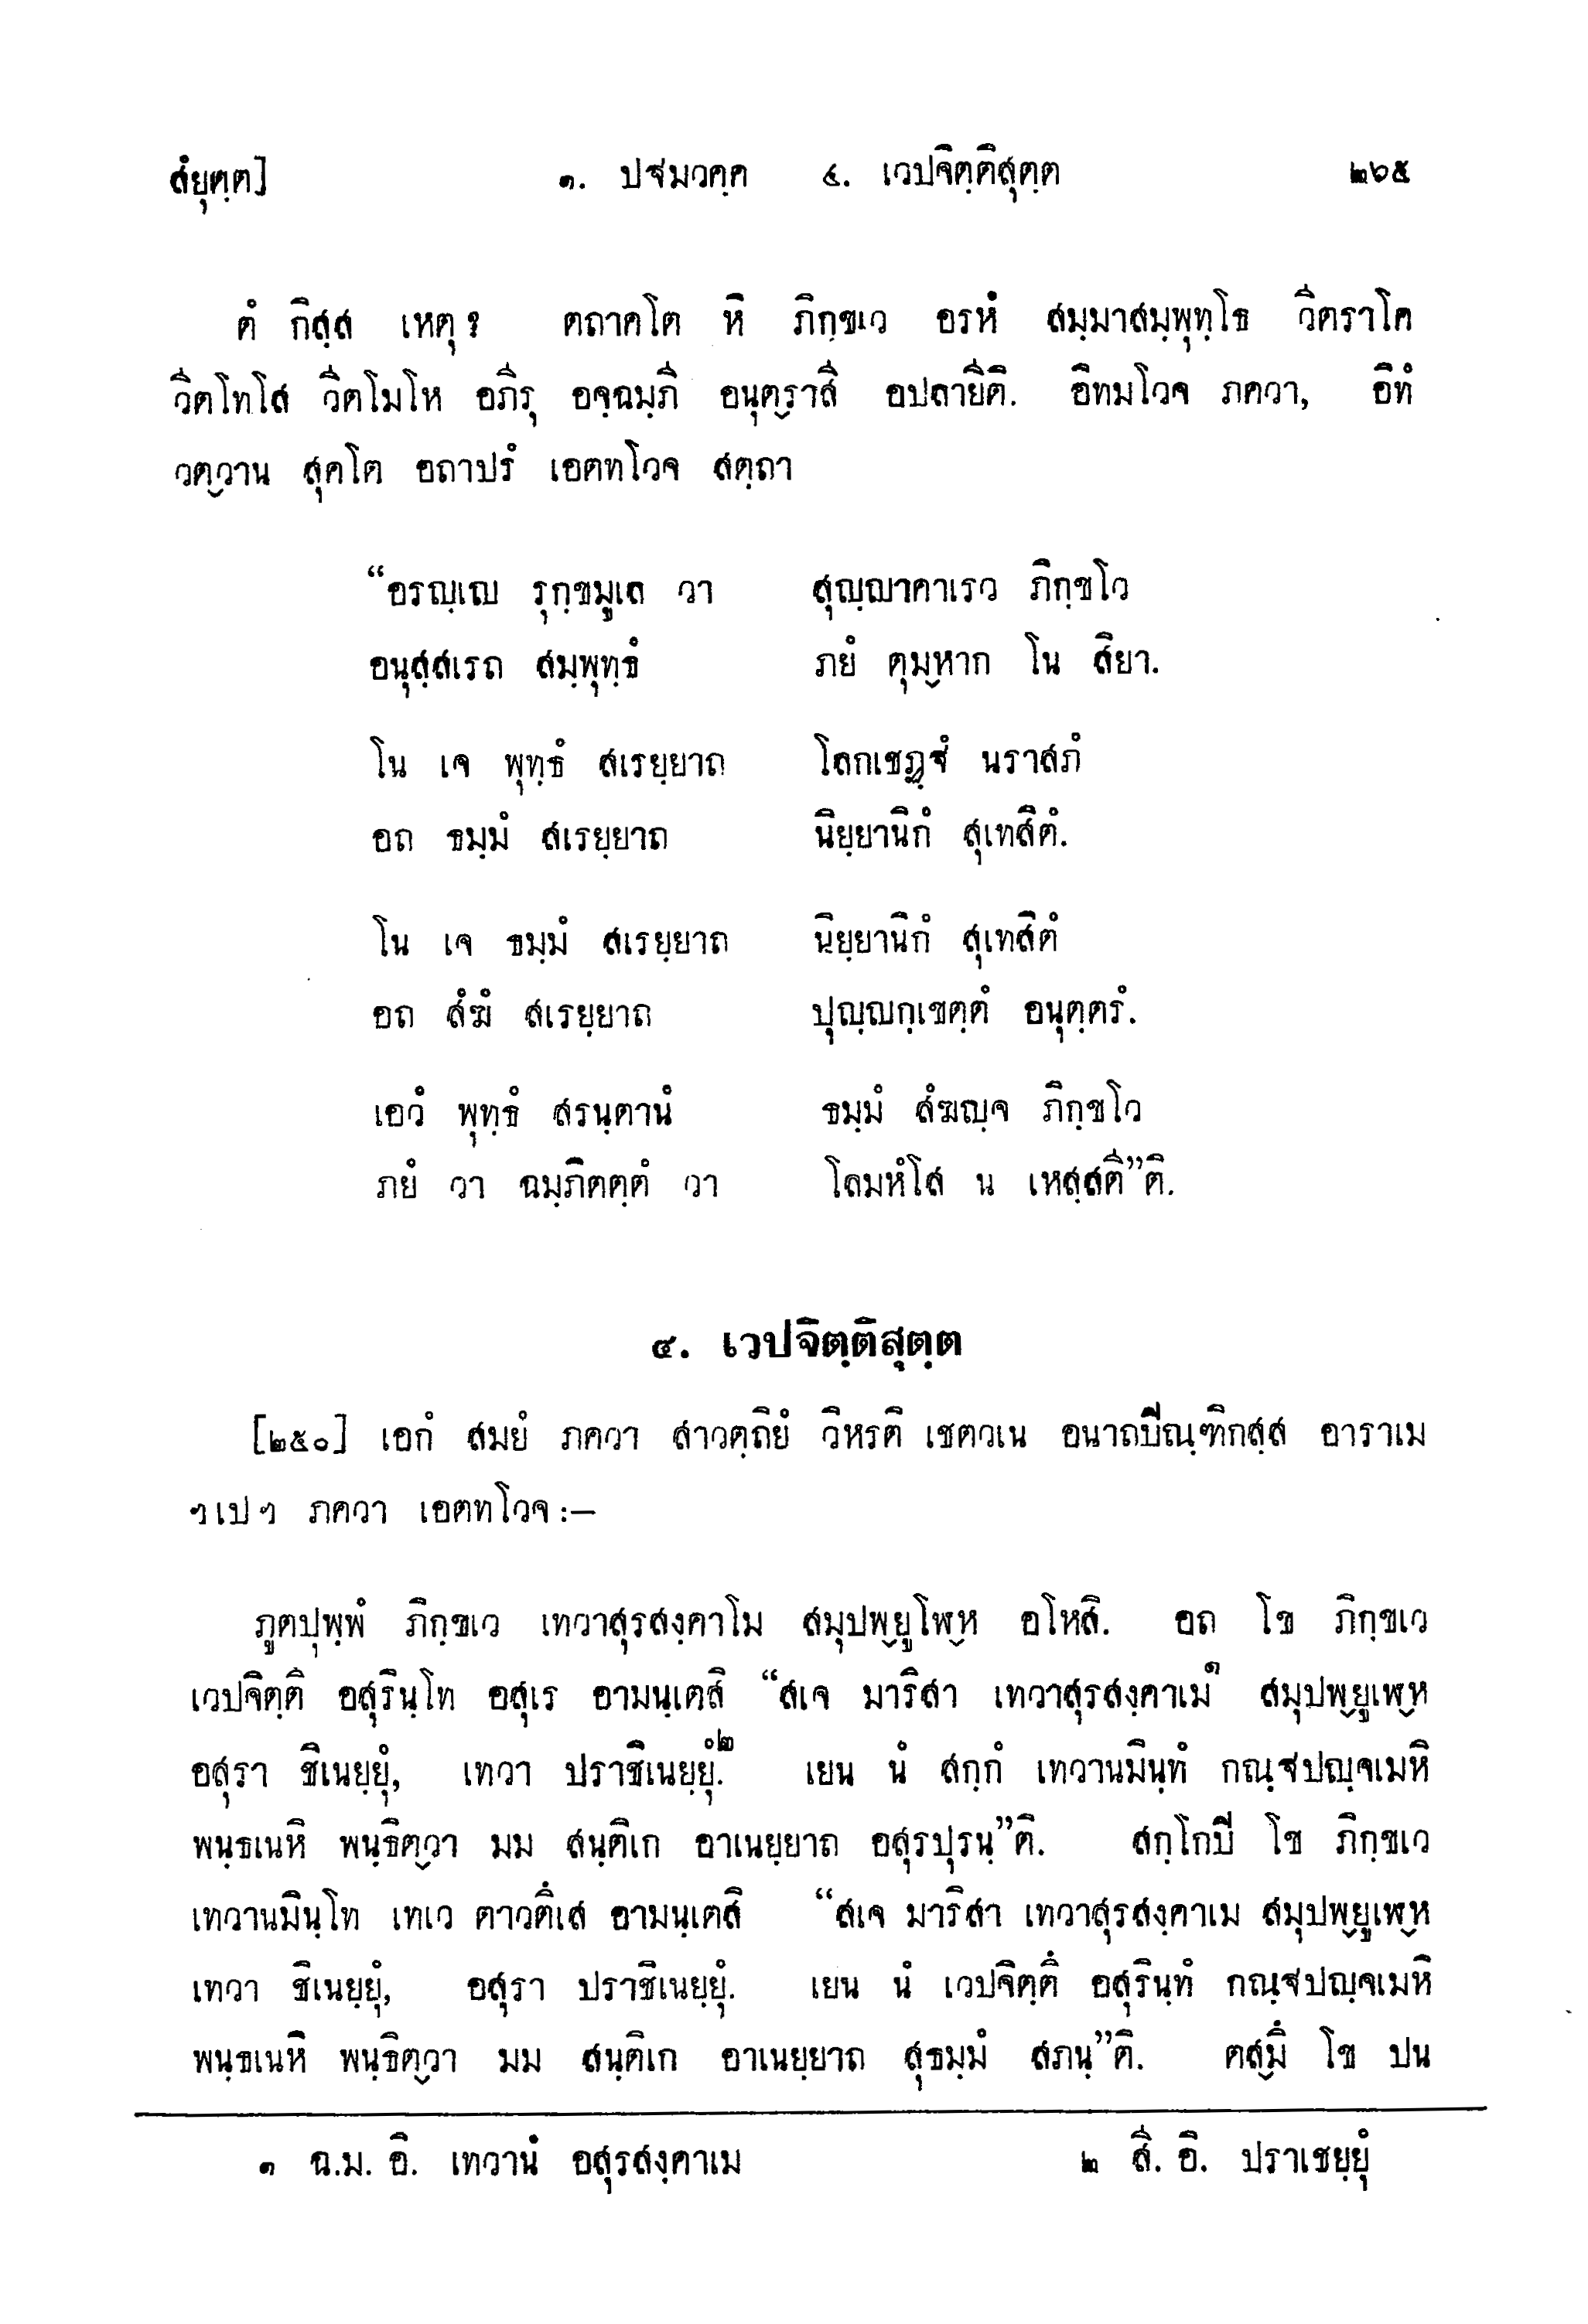 สํยุตฺต] ๑. ปฐมวคฺค ๔. เวปจิตฺติสุตฺต ๒๖๕
ตํ กิสฺส เหตุ ? ตถาคโต หิ ภิกฺขเว อรหํ สมฺมาสมฺพุทฺโธ วีตราโค
วีตโทโส วีตโมโห อภีรุ อจฺฉมฺภี อนุตฺราสี อปลายีติ. อิทมโวจ ภควา, อิทํ
วตฺวาน สุคโต อถาปรํ เอตทโวจ สตฺถา
“อรญฺเญ รุกฺขมูเล วา สุญฺญาคาเรว ภิกฺขโว
อนุสฺสเรถ สมฺพุทฺธํ ภยํ ตุมฺหาก โน สิยา.
โน เจ พุทฺธํ สเรยฺยาถ โลกเชฏฺฐํ นราสภํ
อถ ธมฺมํ สเรยฺยาถ นิยฺยานิกํ สุเทสิตํ.
โน เจ ธมฺมํ สเรยฺยาถ นิยฺยานิกํ สุเทสิตํ
อถ สํฆํ สเรยฺยาถ ปุญฺญกฺเขตฺตํ อนุตฺตรํ.
เอวํ พุทฺธํ สรนฺตานํ ธมฺมํ สํฆญฺจ ภิกฺขโว
ภยํ วา ฉมฺภิตตฺตํ วา โลมหํโส น เหสฺสตี”ติ.
๔. เวปจิตฺติสุตฺต
[๒๕๐] เอกํ สมยํ ภควา สาวตฺถิยํ วิหรติ เชตวเน อนาถปิณฺฑิกสฺส อาราเม
ฯเปฯ ภควา เอตทโวจ :—
ภูตปุพฺพํ ภิกฺขเว เทวาสุรสงฺคาโม สมุปพฺยูโฬฺห อโหสิ. อถ โข ภิกฺขเว
เวปจิตฺติ อสุรินฺโท อสุเร อามนฺเตสิ “สเจ มาริสา เทวาสุรสงฺคาเม๑ สมุปพฺยูเฬฺห
อสุรา ชิเนยฺยุํ, เทวา ปราชิเนยฺยุํ.๒ เยน นํ สกฺกํ เทวานมินฺทํ กณฺฐปญฺจเมหิ
พนฺธเนหิ พนฺธิตฺวา มม สนฺติเก อาเนยฺยาถ อสุรปุรนฺ”ติ. สกฺโกปิ โข ภิกฺขเว
เทวานมินฺโท เทเว ตาวตึเส อามนฺเตสิ “สเจ มาริสา เทวาสุรสงฺคาเม สมุปพฺยูเฬฺห
เทวา ชิเนยฺยุํ, อสุรา ปราชิเนยฺยุํ. เยน นํ เวปจิตฺตึ อสุรินฺทํ กณฺฐปญฺจเมหิ
พนฺธเนหิ พนฺธิตฺวา มม สนฺติเก อาเนยฺยาถ สุธมฺมํ สภนฺ”ติ. ตสฺมึ โข ปน
๑ ฉ.ม. อิ. เทวานํ อสุรสงฺคาเม ๒ สี. อิ. ปราเชยฺยุํ